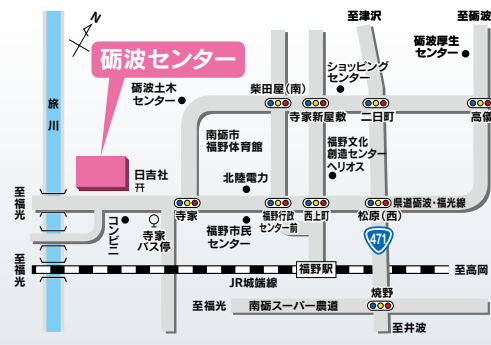 N
至津沢
至砺波
砺波センター
砺波厚生
センター
ショッピング
センター
砺波土木
センター
柴田屋(南)
寺家新屋敷
二日町
高儀
旅川
南砺市
福野体育館
福野文化
創造センター
ヘリオス
日吉社
北陸電力
至福光
県道砺波・福光線
寺家
福野行政
センター前
西上町
松原(西)
コンビニ
寺家
バス停
福野市民
センター
471
至福光
福野駅
至高岡
JR城端線
焼野
至福光
南砺スーパー農道
至井波